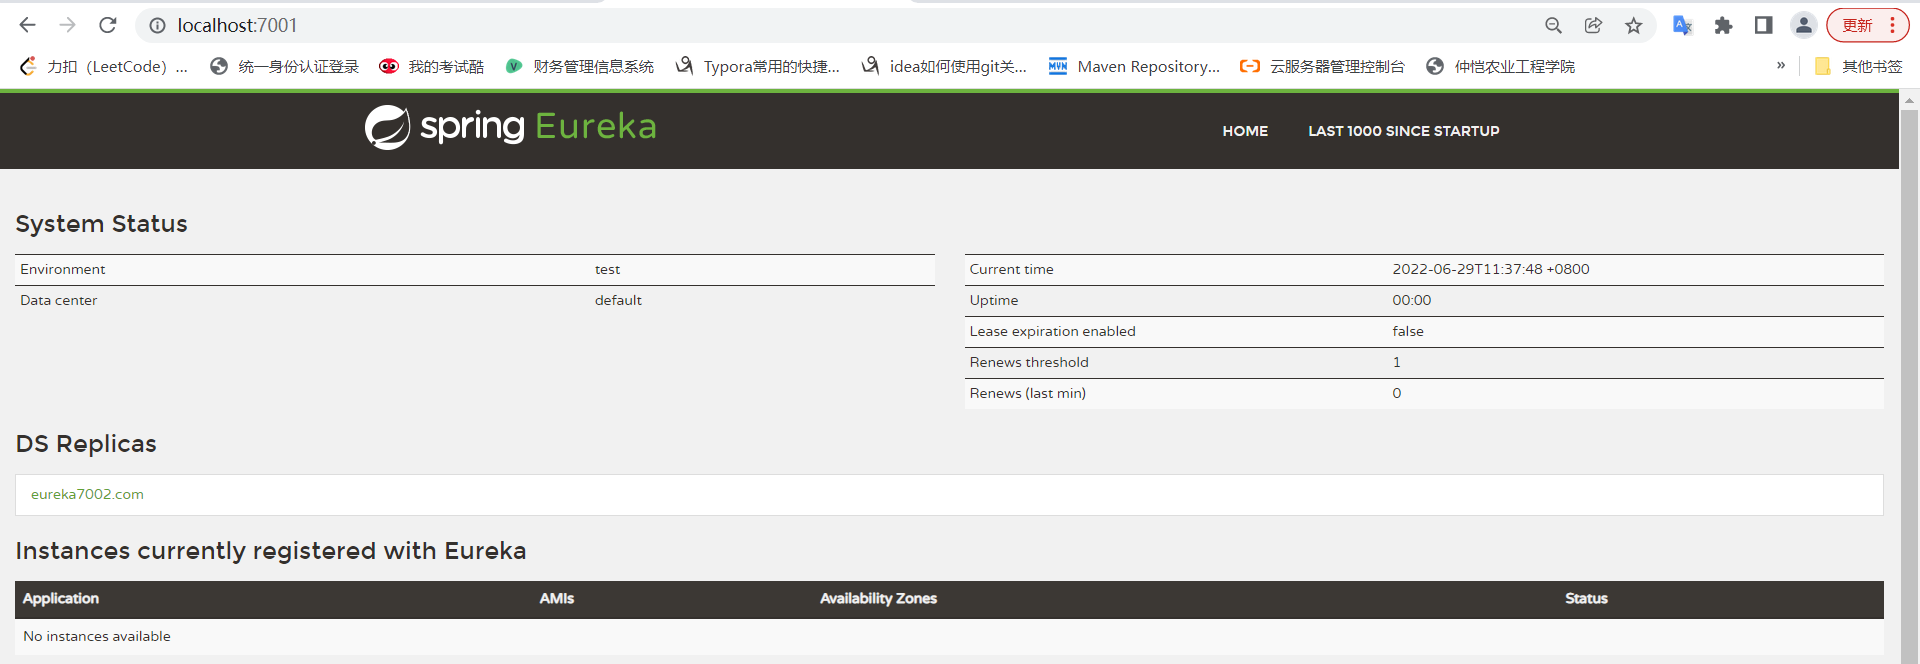 localhost:7001
更新
力扣（LeetCode）... 统一身份认证登录 我的考试酷 财务管理信息系统 Typora常用的快捷... idea如何使用git关... Maven Repository... 云服务器管理控制台 仲恺农业工程学院 » 其他书签
spring Eureka HOME LAST 1000 SINCE STARTUP
System Status
Environment test
Data center default
Current time 2022-06-29T11:37:48 +0800
Uptime 00:00
Lease expiration enabled false
Renews threshold 1
Renews (last min) 0
DS Replicas
eureka7002.com
Instances currently registered with Eureka
Application AMIs Availability Zones Status
No instances available